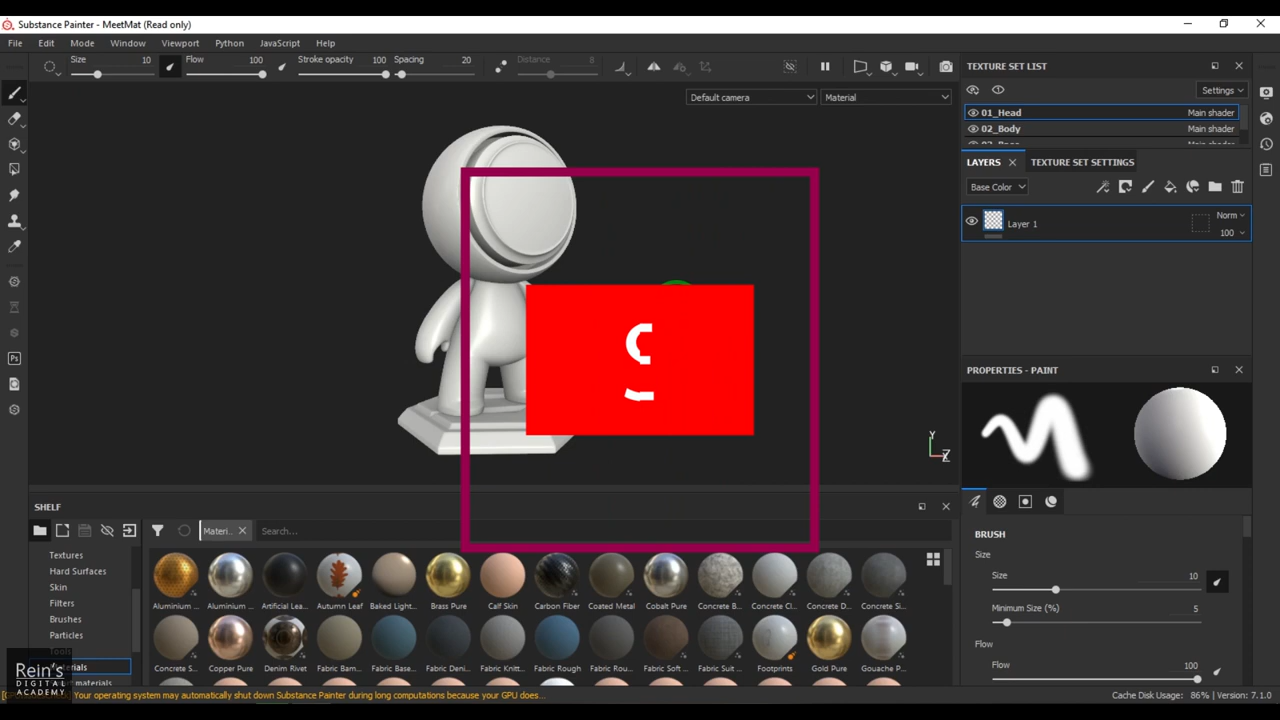 Substance Painter - MeetMat (Read only)
File Edit Mode Window Viewport Python JavaScript Help
Size 10 Flow 100 Stroke opacity 100 Spacing 20 Distance 8
Default camera Material
TEXTURE SET LIST
Settings
01_Head Main shader
02_Body Main shader
LAYERS TEXTURE SET SETTINGS
Base Color
Layer 1 Norm
100
PROPERTIES - PAINT
Y
Z
Ps
SHELF
Materi... Search...
BRUSH
Size
Size 10
Minimum Size (%) 5
Flow
Flow 100
Textures
Hard Surfaces
Skin
Filters
Brushes
Particles
Tools
Aluminium ... Aluminium ... Artificial Lea... Autumn Leaf Baked Light... Brass Pure Calf Skin Carbon Fiber Coated Metal Cobalt Pure Concrete B... Concrete Cl... Concrete D... Concrete Si...
Concrete S... Copper Pure Denim Rivet Fabric Bam... Fabric Base... Fabric Deni... Fabric Knitt... Fabric Rough Fabric Rou... Fabric Soft ... Fabric Suit ... Footprints Gold Pure Gouache P...
Rein's
DIGITAL
ACADEMY
Your operating system may automatically shut down Substance Painter during long computations because your GPU does...
Cache Disk Usage: 86% | Version: 7.1.0